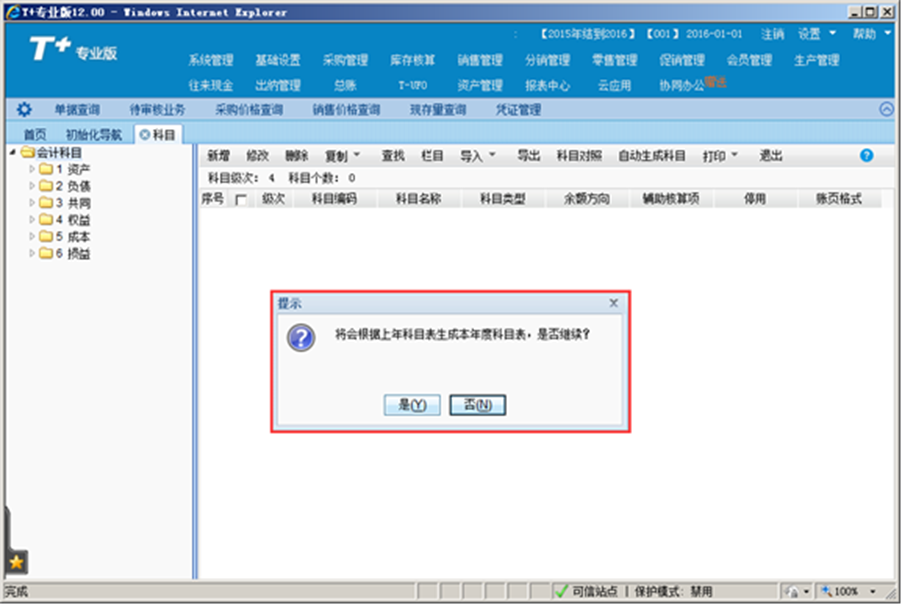 T+专业版12.00 - Windows Internet Explorer
【2015年结到2016】 【001】 2016-01-01 注销 设置 帮助
T+ 专业版
系统管理 基础设置 采购管理 库存核算 销售管理 分销管理 零售管理 促销管理 会员管理 生产管理
往来现金 出纳管理 总账 T-UFO 资产管理 报表中心 云应用 协同办公 赠送
单据查询 待审核业务 采购价格查询 销售价格查询 现存量查询 凭证管理
首页 初始化导航 科目
会计科目
1 资产
2 负债
3 共同
4 权益
5 成本
6 损益
新增 修改 删除 复制 查找 栏目 导入 导出 科目对照 自动生成科目 打印 退出
科目级次: 4 科目个数: 0
序号 级次 科目编码 科目名称 科目类型 余额方向 辅助核算项 停用 账页格式
提示
将会根据上年科目表生成本年度科目表，是否继续?
是(Y) 否(N)
完成 可信站点 | 保护模式: 禁用 100%